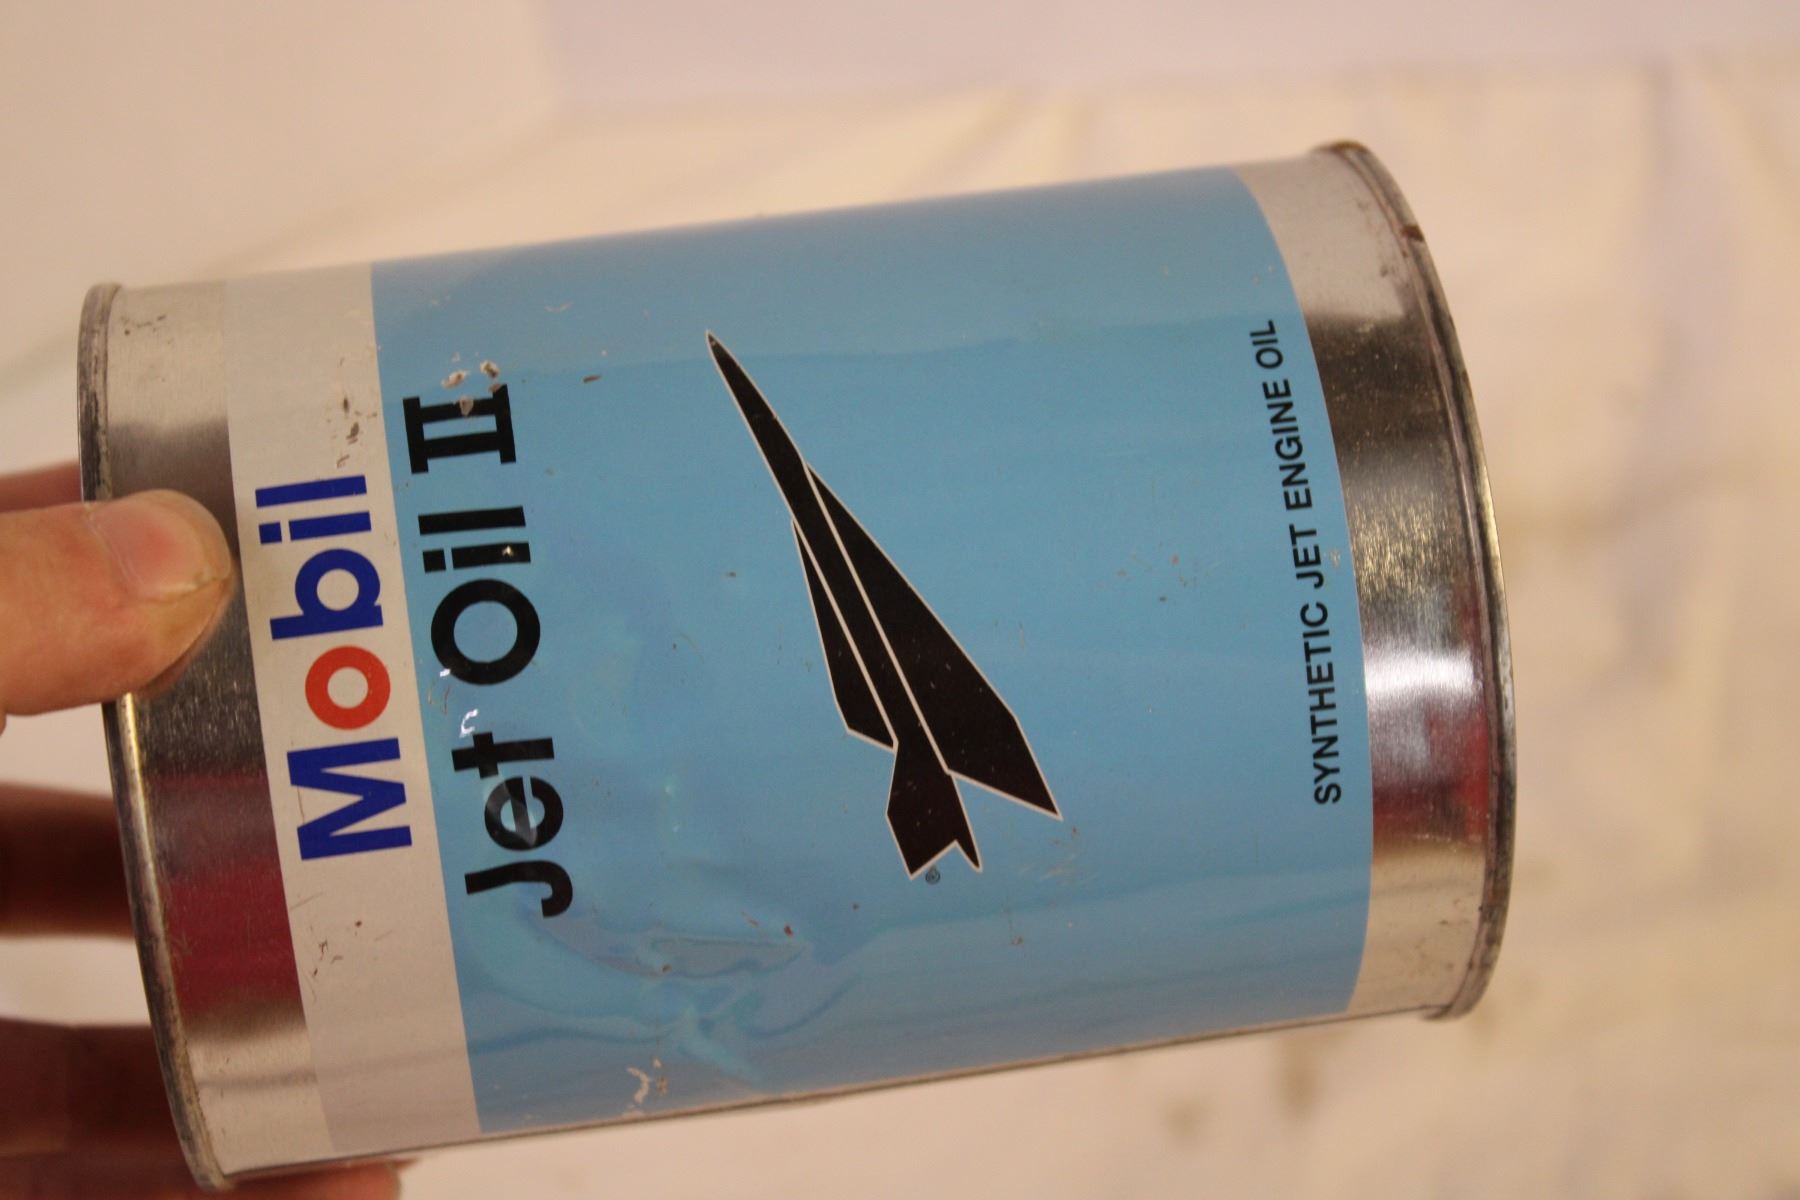 Mobil
Jet Oil II
®
SYNTHETIC JET ENGINE OIL